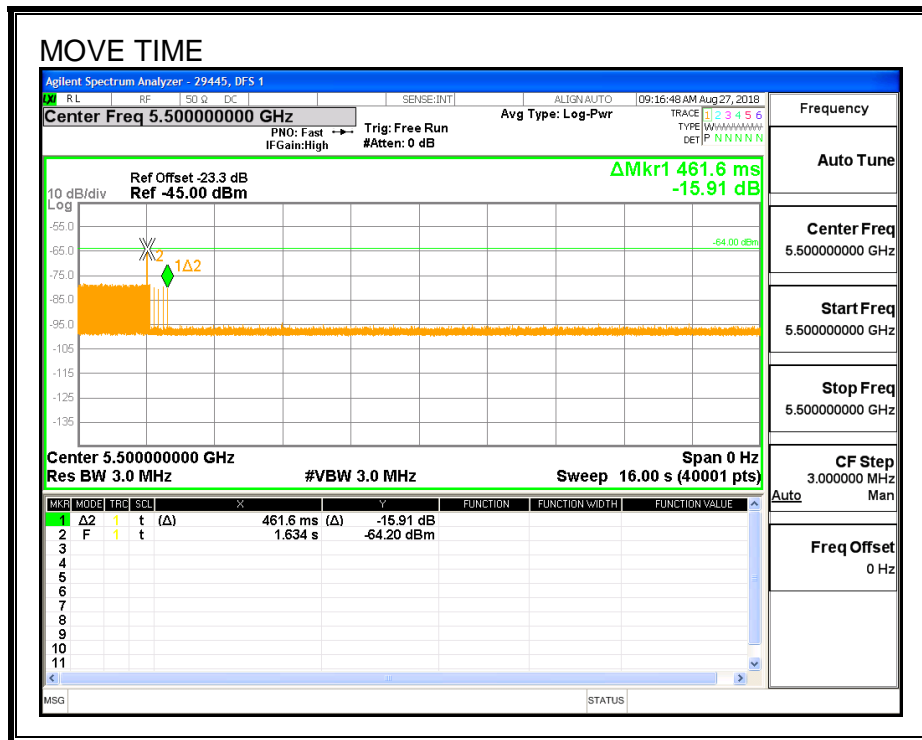 MOVE TIME
Agilent Spectrum Analyzer - 29445, DFS 1
LXI RL RF 50 Ω DC SENSE:INT ALIGN AUTO 09:16:48 AM Aug 27, 2018
Center Freq 5.500000000 GHz
PNO: Fast
IFGain:High
Trig: Free Run
#Atten: 0 dB
Avg Type: Log-Pwr
TRACE 1 2 3 4 5 6
TYPE WWWWWW
DET P N N N N N
ΔMkr1 461.6 ms
-15.91 dB
Ref Offset -23.3 dB
10 dB/div Ref -45.00 dBm
Log
-55.0
-65.0
-75.0
-85.0
-95.0
-105
-115
-125
-135
-64.00 dBm
2
1Δ2
Center 5.500000000 GHz Span 0 Hz
Res BW 3.0 MHz #VBW 3.0 MHz Sweep 16.00 s (40001 pts)
MKR MODE TRC SCL X Y FUNCTION FUNCTION WIDTH FUNCTION VALUE
1 Δ2 1 t (Δ) 461.6 ms (Δ) -15.91 dB
2 F 1 t 1.634 s -64.20 dBm
3
4
5
6
7
8
9
10
11
MSG STATUS
Frequency
Auto Tune
Center Freq
5.500000000 GHz
Start Freq
5.500000000 GHz
Stop Freq
5.500000000 GHz
CF Step
3.000000 MHz
Auto Man
Freq Offset
0 Hz